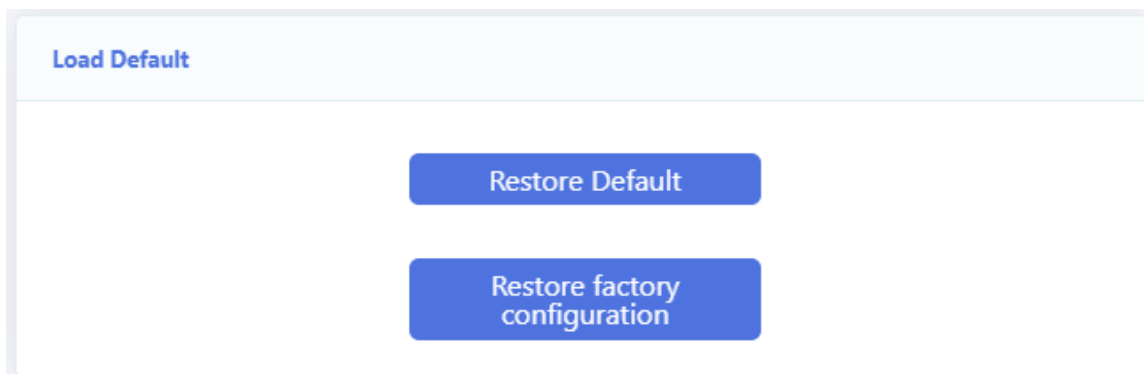 Load Default
Restore Default
Restore factory
configuration